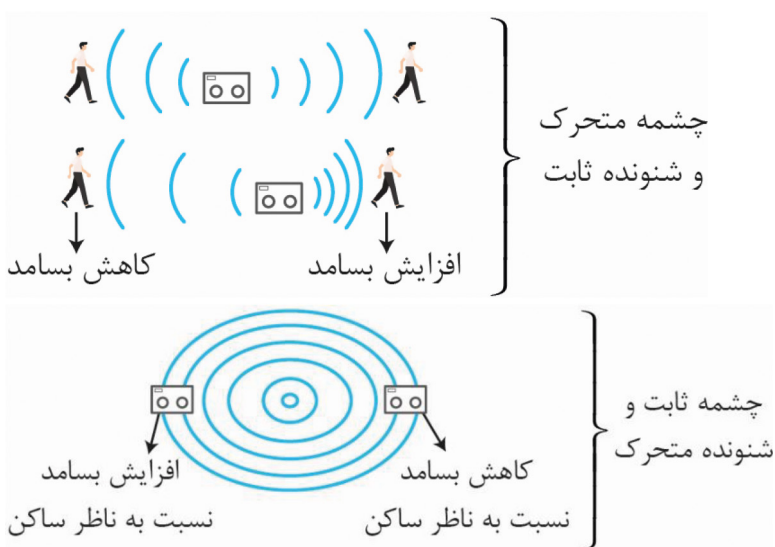 چشمه متحرک
و شنونده ثابت
افزایش بسامد
کاهش بسامد
چشمه ثابت و
شنونده متحرک
کاهش بسامد
نسبت به ناظر ساکن
افزایش بسامد
نسبت به ناظر ساکن